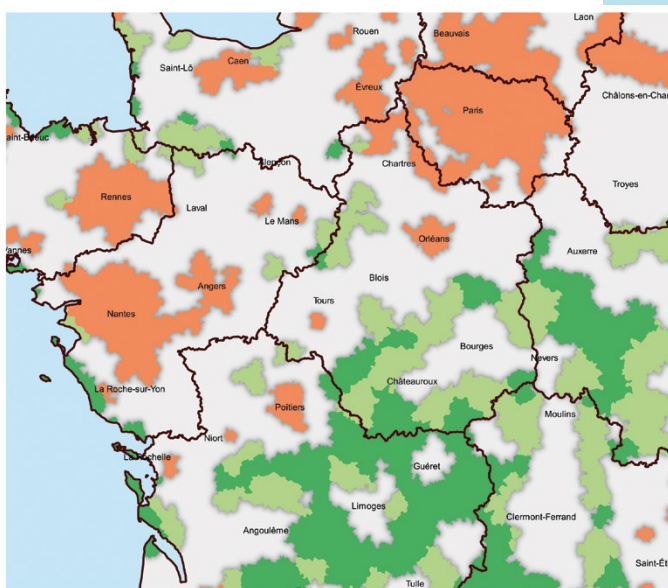 Laon
Rouen
Beauvais
Caen
Saint-Lô
Évreux
Châlons-en-Char
Paris
aint-Brieuc
Alençon
Chartres
Troyes
Rennes
Laval
Le Mans
Orléans
Auxerre
Vannes
Blois
Angers
Tours
Nantes
Bourges
Nevers
Châteauroux
La Roche-sur-Yon
Poitiers
Moulins
Niort
La Rochelle
Guéret
Limoges
Clermont-Ferrand
Angoulême
Saint-Ét
Tulle